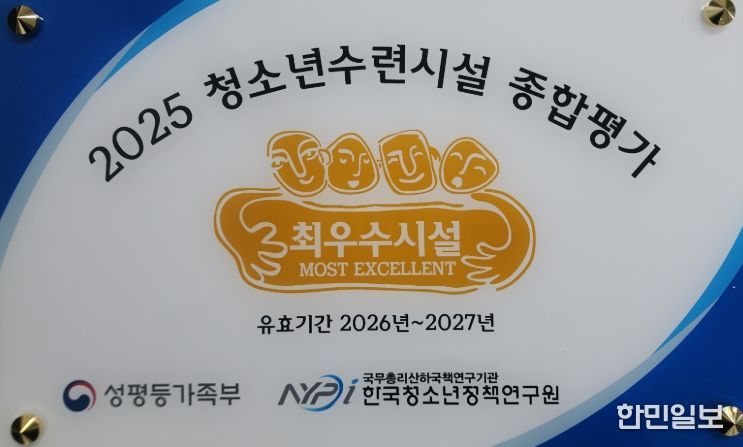 2025 청소년수련시설 종합평가
최우수시설
MOST EXCELLENT
유효기간 2026년~2027년
성평등가족부
NYPi
국무총리산하국책연구기관
한국청소년정책연구원
한민일보